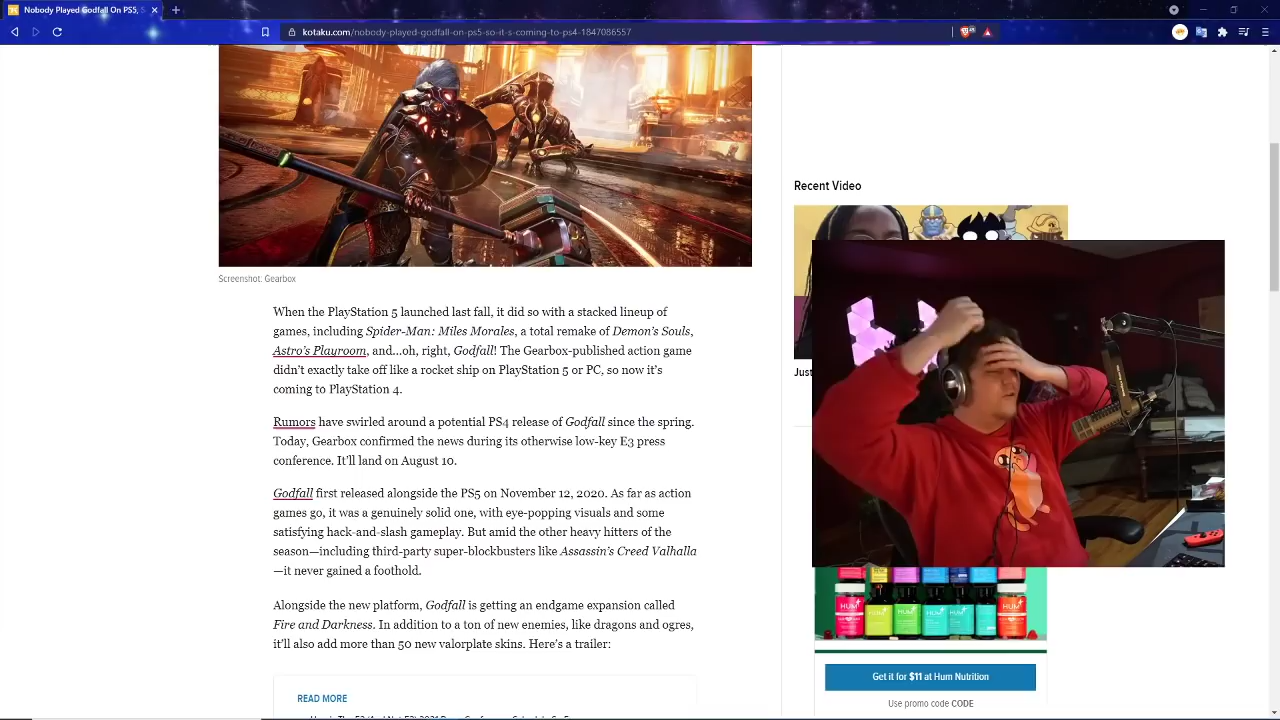 Nobody Played Godfall On PS5, S
kotaku.com/nobody-played-godfall-on-ps5-so-it-s-coming-to-ps4-1847086557
Screenshot: Gearbox
When the PlayStation 5 launched last fall, it did so with a stacked lineup of
games, including Spider-Man: Miles Morales, a total remake of Demon's Souls,
Astro's Playroom, and…oh, right, Godfall! The Gearbox-published action game
didn't exactly take off like a rocket ship on PlayStation 5 or PC, so now it's
coming to PlayStation 4.
Rumors have swirled around a potential PS4 release of Godfall since the spring.
Today, Gearbox confirmed the news during its otherwise low-key E3 press
conference. It'll land on August 10.
Godfall first released alongside the PS5 on November 12, 2020. As far as action
games go, it was a genuinely solid one, with eye-popping visuals and some
satisfying hack-and-slash gameplay. But amid the other heavy hitters of the
season—including third-party super-blockbusters like Assassin's Creed Valhalla
—it never gained a foothold.
Alongside the new platform, Godfall is getting an endgame expansion called
Fire and Darkness. In addition to a ton of new enemies, like dragons and ogres,
it'll also add more than 50 new valorplate skins. Here's a trailer:
READ MORE
Recent Video
Just
HUM HUM HUM HUM HUM HUM
Get it for $11 at Hum Nutrition
Use promo code CODE